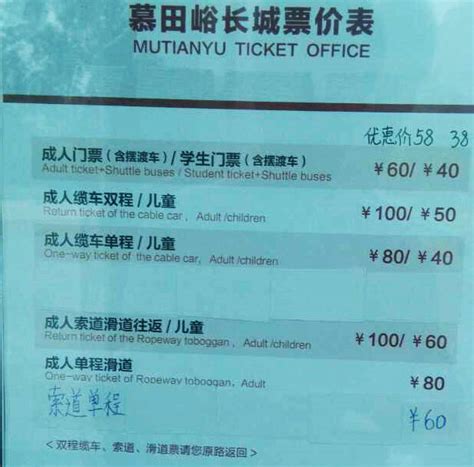 慕田峪长城票价表
MUTIANYU TICKET OFFICE
优惠价58 38
成人门票（含摆渡车）/ 学生门票（含摆渡车）
Adult ticket+Shuttle buses / Student ticket+Shuttle buses
￥60/ ￥40
成人缆车双程 / 儿童
Return ticket of the cable car, Adult /children
￥100/ ￥50
成人缆车单程 / 儿童
One-way ticket of the cable car, Adult /children
￥80/ ￥40
成人索道滑道往返 / 儿童
Return ticket of the Ropeway toboggan, Adult /children
￥100/ ￥60
成人单程滑道
One-way ticket of Ropeway toboggan, Adult
￥80
索道单程 ￥60
＜双程缆车、索道、滑道票请您原路返回＞